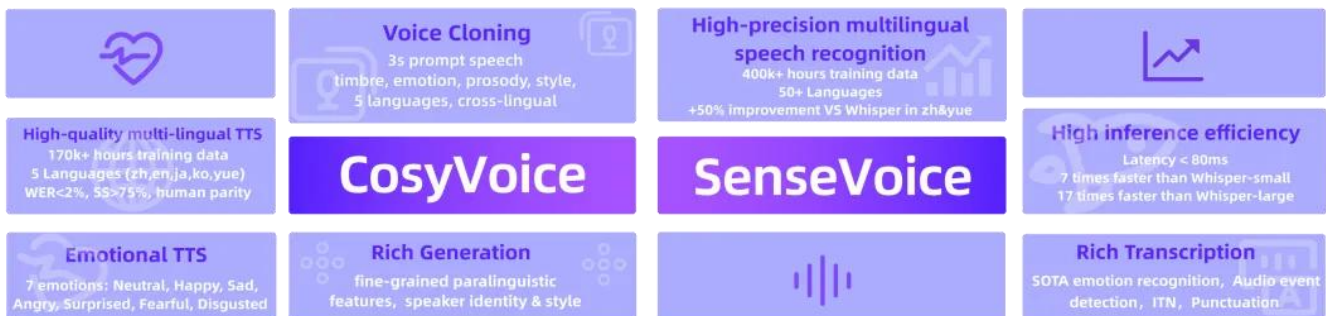 Voice Cloning
3s prompt speech
timbre, emotion, prosody, style,
5 languages, cross-lingual
High-precision multilingual
speech recognition
400k+ hours training data
50+ Languages
+50% improvement VS Whisper in zh&yue
High-quality multi-lingual TTS
170k+ hours training data
5 Languages (zh,en,ja,ko,yue)
WER<2%, SS>75%, human parity
CosyVoice
SenseVoice
High inference efficiency
Latency < 80ms
7 times faster than Whisper-small
17 times faster than Whisper-large
Emotional TTS
7 emotions: Neutral, Happy, Sad,
Angry, Surprised, Fearful, Disgusted
Rich Generation
fine-grained paralinguistic
features, speaker identity & style
Rich Transcription
SOTA emotion recognition, Audio event
detection, ITN, Punctuation
A